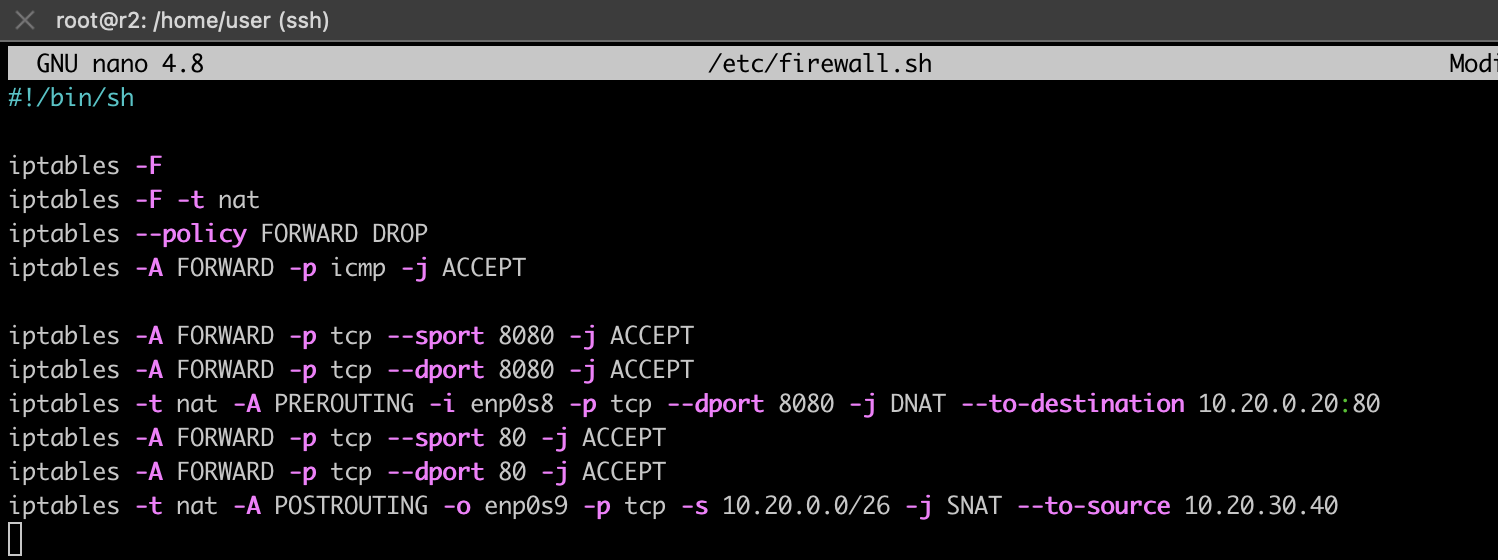 root@r2: /home/user (ssh)
GNU nano 4.8 /etc/firewall.sh
#!/bin/sh
iptables -F
iptables -F -t nat
iptables --policy FORWARD DROP
iptables -A FORWARD -p icmp -j ACCEPT
iptables -A FORWARD -p tcp --sport 8080 -j ACCEPT
iptables -A FORWARD -p tcp --dport 8080 -j ACCEPT
iptables -t nat -A PREROUTING -i enp0s8 -p tcp --dport 8080 -j DNAT --to-destination 10.20.0.20:80
iptables -A FORWARD -p tcp --sport 80 -j ACCEPT
iptables -A FORWARD -p tcp --dport 80 -j ACCEPT
iptables -t nat -A POSTROUTING -o enp0s9 -p tcp -s 10.20.0.0/26 -j SNAT --to-source 10.20.30.40